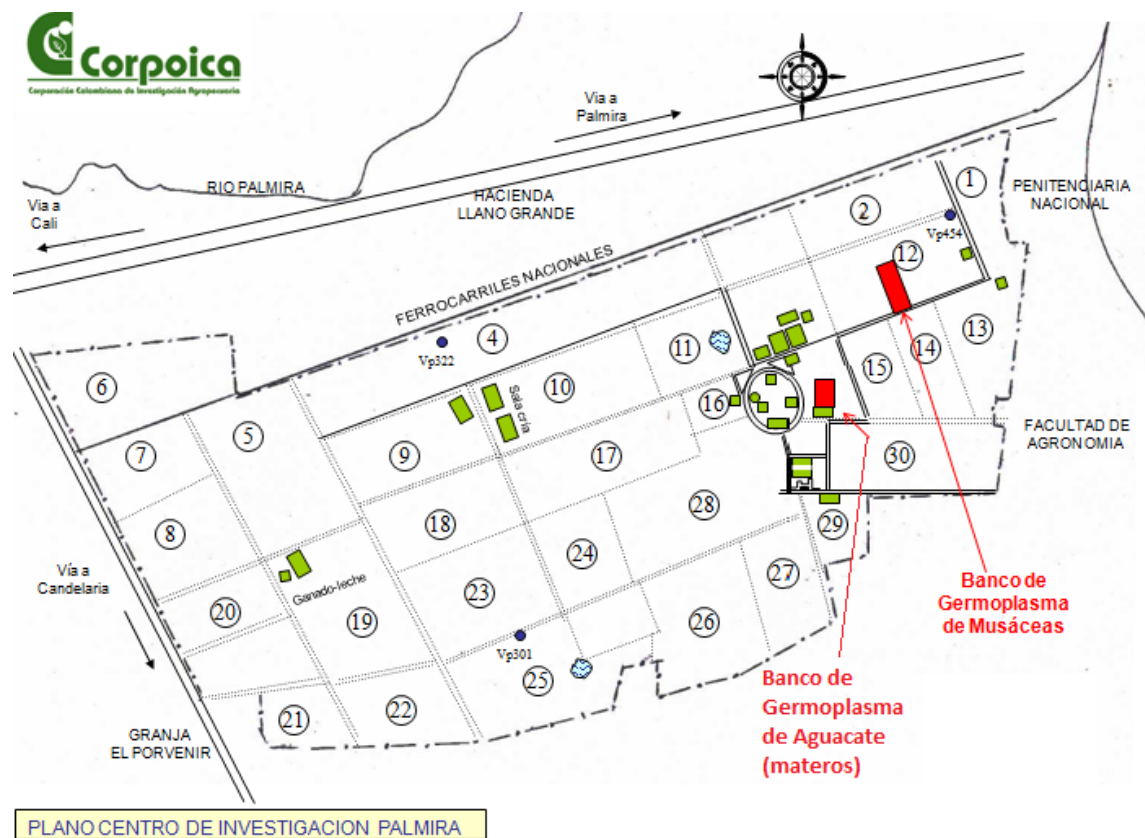 Corpoica
Corporación Colombiana de Investigación Agropecuaria
Via a
Palmira
RIO PALMIRA
Via a
Cali
HACIENDA
LLANO GRANDE
PENITENCIARIA
NACIONAL
FERROCARRILES NACIONALES
1
2
Vp454
12
4
Vp322
11
13
14
15
10
Sala cria
6
5
16
7
9
17
FACULTAD DE
AGRONOMIA
30
8
18
28
29
24
27
Vía a
Candelaria
Ganado-leche
20
19
23
26
Banco de
Germoplasma
de Musáceas
Vp301
25
21
22
Banco de
Germoplasma
de Aguacate
(materos)
GRANJA
EL PORVENIR
PLANO CENTRO DE INVESTIGACION PALMIRA